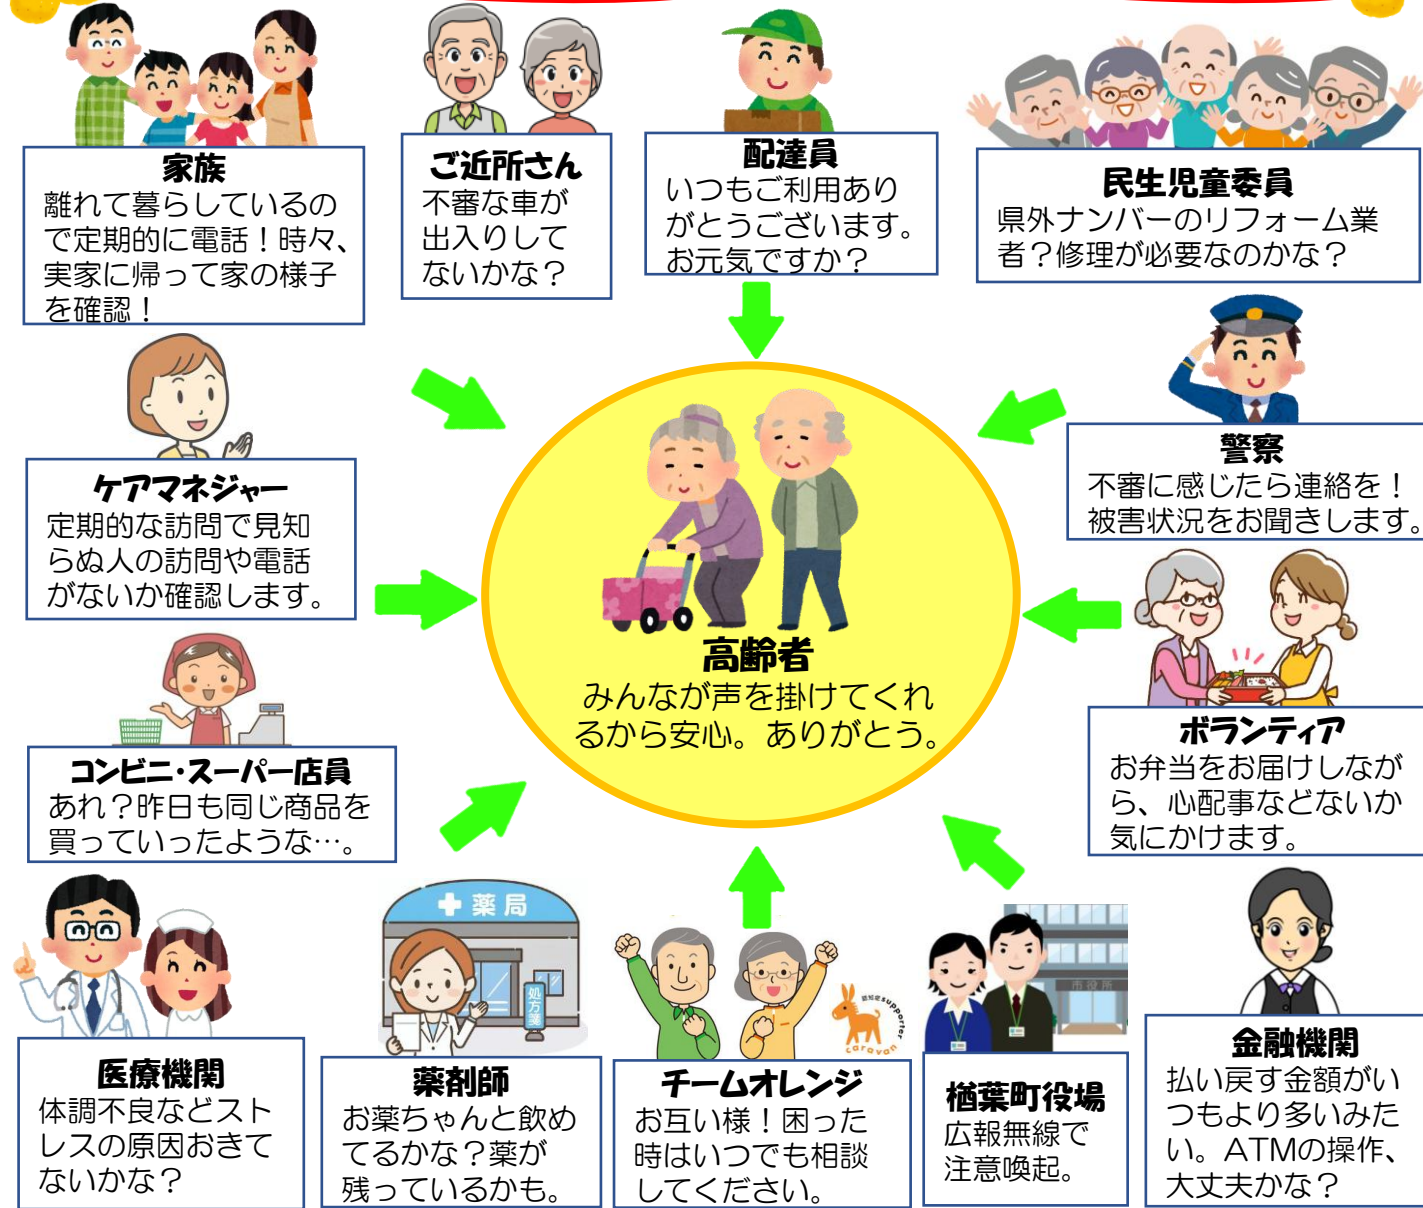 家族
離れて暮らしているの
で定期的に電話！時々、
実家に帰って家の様子
を確認！
ご近所さん
不審な車が
出入りして
ないかな？
配達員
いつもご利用あり
がとうございます。
お元気ですか？
民生児童委員
県外ナンバーのリフォーム業
者？修理が必要なのかな？
ケアマネジャー
定期的な訪問で見知
らぬ人の訪問や電話
がないか確認します。
警察
不審に感じたら連絡を！
被害状況をお聞きします。
高齢者
みんなが声を掛けてくれ
るから安心。ありがとう。
コンビニ・スーパー店員
あれ？昨日も同じ商品を
買っていったような…。
ボランティア
お弁当をお届けしなが
ら、心配事などないか
気にかけます。
医療機関
体調不良などスト
レスの原因おきて
ないかな？
薬局
処方薬
薬剤師
お薬ちゃんと飲め
てるかな？薬が
残っているかも。
認知症supporter
caravan
チームオレンジ
お互い様！困った
時はいつでも相談
してください。
市役所
楢葉町役場
広報無線で
注意喚起。
金融機関
払い戻す金額がい
つもより多いみた
い。ATMの操作、
大丈夫かな？